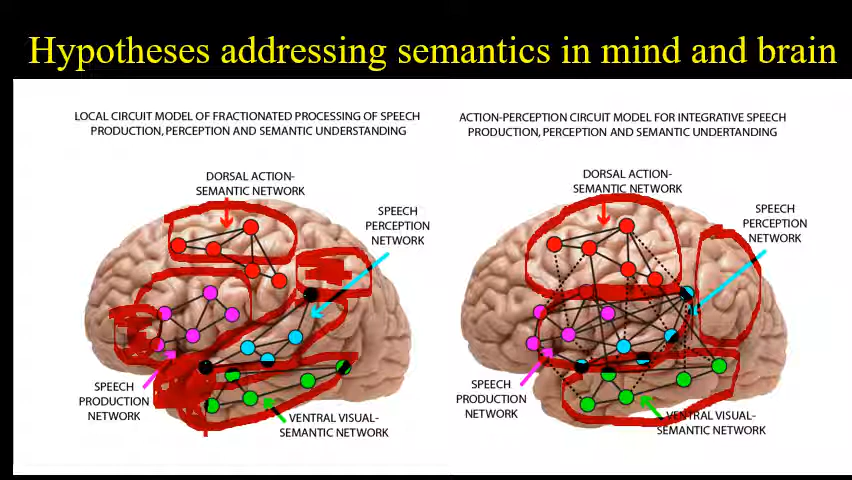 Hypotheses addressing semantics in mind and brain
LOCAL CIRCUIT MODEL OF FRACTIONATED PROCESSING OF SPEECH
PRODUCTION, PERCEPTION AND SEMANTIC UNDERSTANDING
DORSAL ACTION-
SEMANTIC NETWORK
SPEECH
PERCEPTION
NETWORK
SPEECH
PRODUCTION
NETWORK
VENTRAL VISUAL-
SEMANTIC NETWORK
ACTION-PERCEPTION CIRCUIT MODEL FOR INTEGRATIVE SPEECH
PRODUCTION, PERCEPTION AND SEMANTIC UNDERTANDING
DORSAL ACTION-
SEMANTIC NETWORK
SPEECH
PERCEPTION
NETWORK
SPEECH
PRODUCTION
NETWORK
VENTRAL VISUAL-
SEMANTIC NETWORK